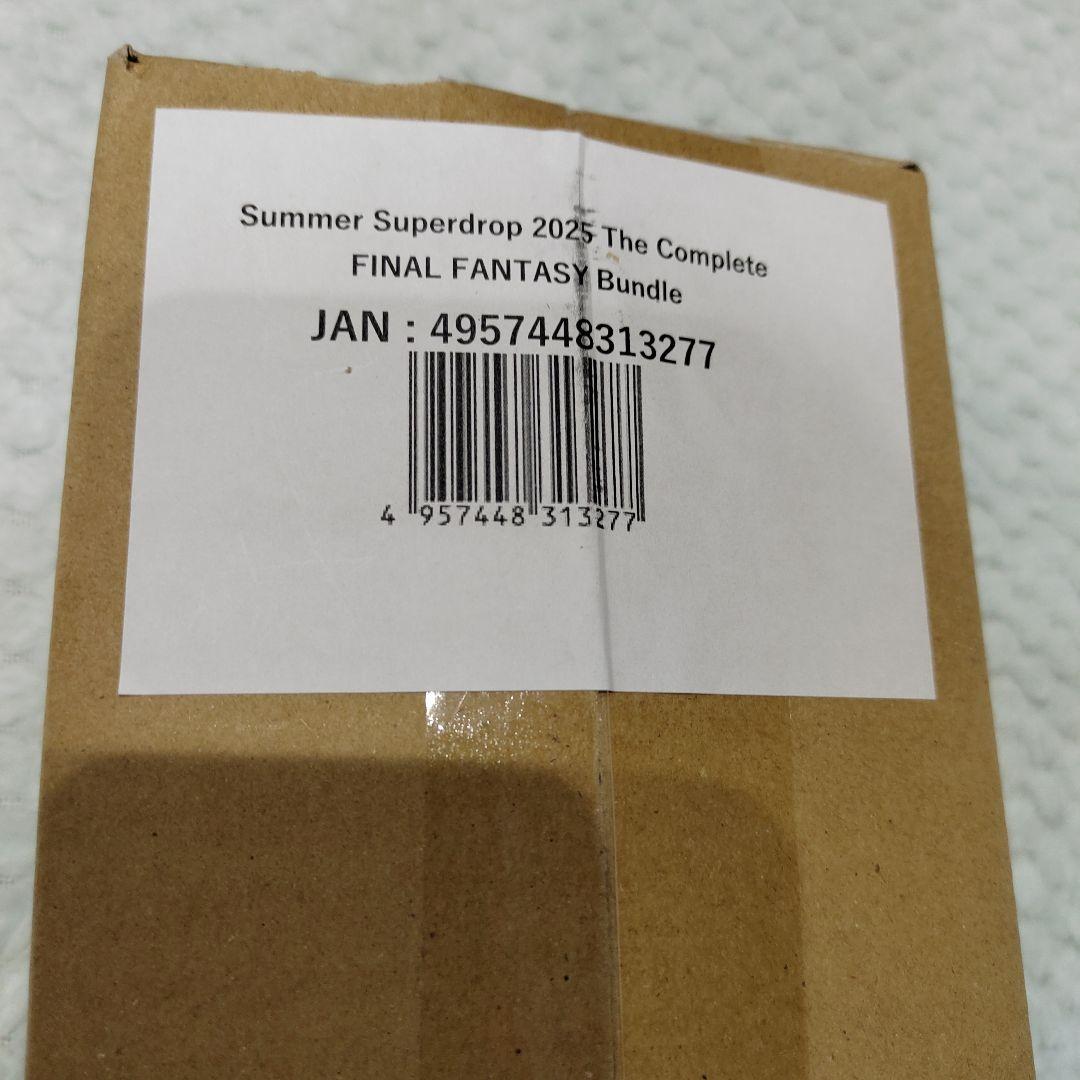 Summer Superdrop 2025 The Complete
FINAL FANTASY Bundle
JAN : 4957448313277
4 957448 313277